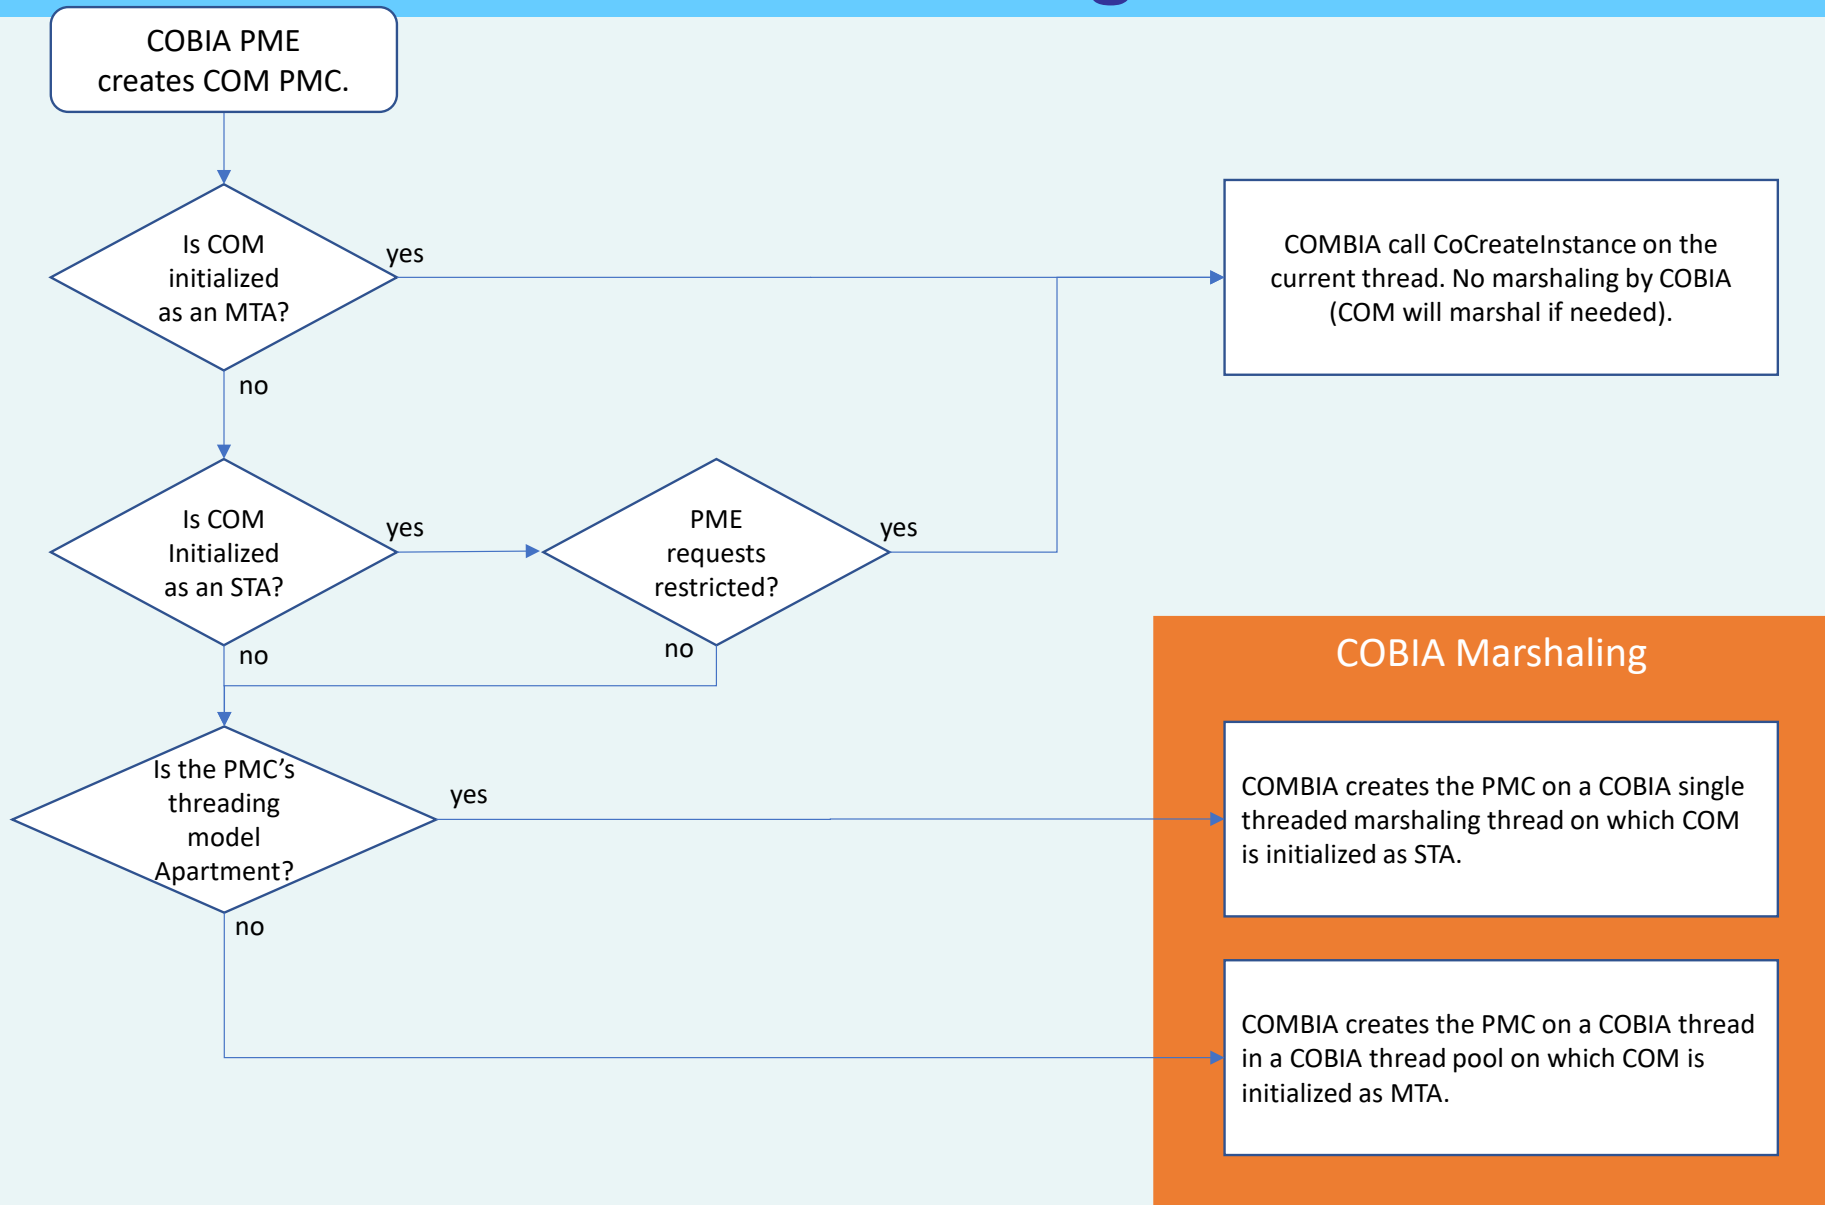 COBIA PME
creates COM PMC.
Is COM
initialized
as an MTA?
yes
no
COMBIA call CoCreateInstance on the
current thread. No marshaling by COBIA
(COM will marshal if needed).
Is COM
Initialized
as an STA?
yes
no
PME
requests
restricted?
yes
no
Is the PMC’s
threading
model
Apartment?
yes
no
COBIA Marshaling
COMBIA creates the PMC on a COBIA single
threaded marshaling thread on which COM
is initialized as STA.
COMBIA creates the PMC on a COBIA thread
in a COBIA thread pool on which COM is
initialized as MTA.